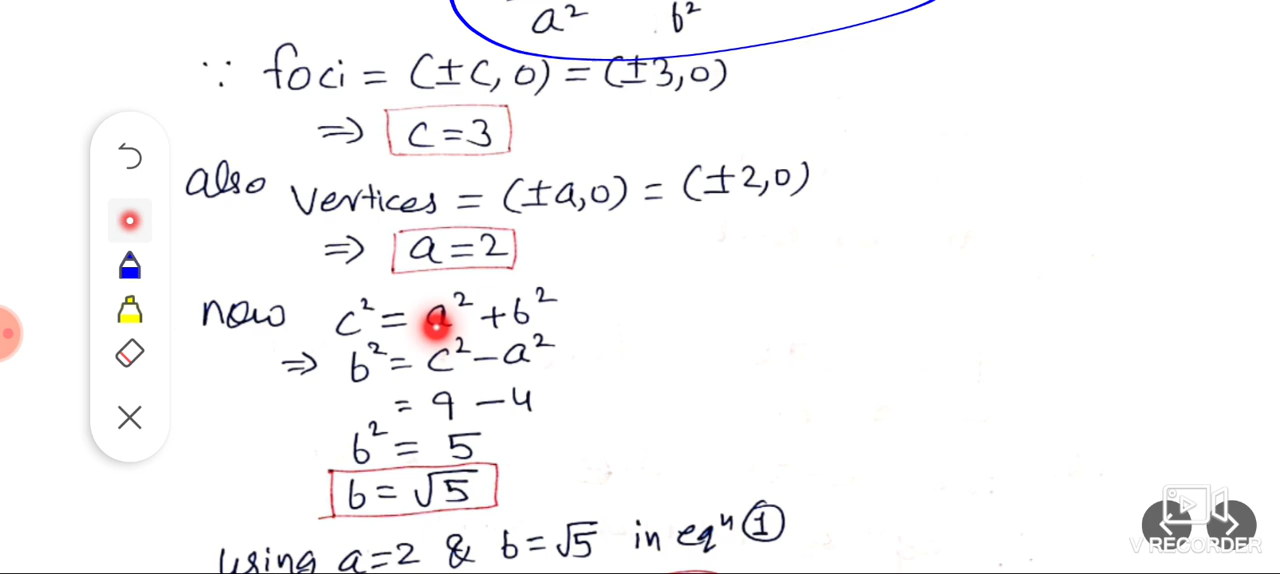 a² b²
∵ foci = (±c, 0) = (±3, 0)
⇒ c = 3
also Vertices = (±a, 0) = (±2, 0)
⇒ a = 2
now c² = a² + b²
⇒ b² = c² - a²
= 9 - 4
b² = 5
b = √5
using a = 2 & b = √5 in eqⁿ ①
V RECORDER